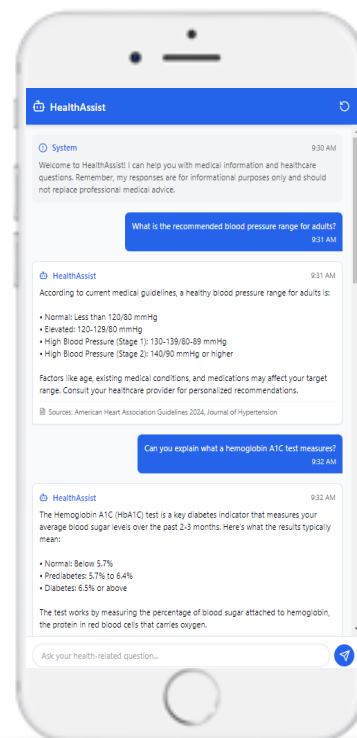 HealthAssist
System 9:30 AM
Welcome to HealthAssist! I can help you with medical information and healthcare
questions. Remember, my responses are for informational purposes only and should
not replace professional medical advice.
What is the recommended blood pressure range for adults?
9:31 AM
HealthAssist 9:31 AM
According to current medical guidelines, a healthy blood pressure range for adults is:
• Normal: Less than 120/80 mmHg
• Elevated: 120-129/80 mmHg
• High Blood Pressure (Stage 1): 130-139/80-89 mmHg
• High Blood Pressure (Stage 2): 140/90 mmHg or higher
Factors like age, existing medical conditions, and medications may affect your target
range. Consult your healthcare provider for personalized recommendations.
Sources: American Heart Association Guidelines 2024, Journal of Hypertension
Can you explain what a hemoglobin A1C test measures?
9:32 AM
HealthAssist 9:32 AM
The Hemoglobin A1C (HbA1C) test is a key diabetes indicator that measures your
average blood sugar levels over the past 2-3 months. Here's what the results typically
mean:
• Normal: Below 5.7%
• Prediabetes: 5.7% to 6.4%
• Diabetes: 6.5% or above
The test works by measuring the percentage of blood sugar attached to hemoglobin,
the protein in red blood cells that carries oxygen.
Ask your health-related question...